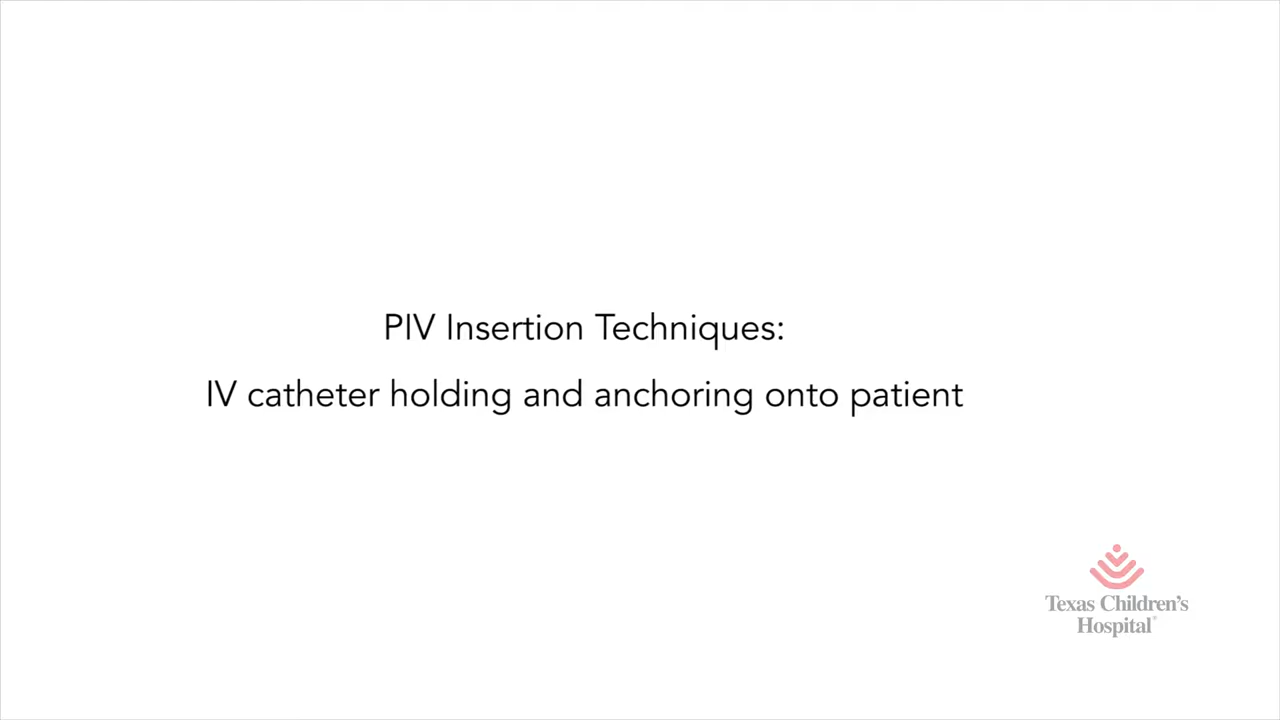 PIV Insertion Techniques:
IV catheter holding and anchoring onto patient
Texas Children's
Hospital®